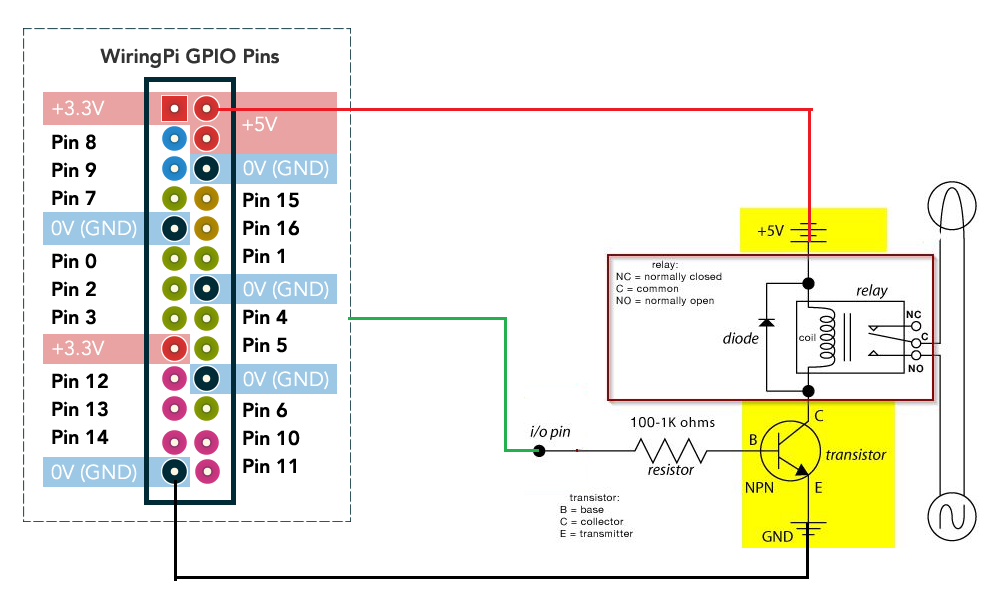 WiringPi GPIO Pins
+3.3V
+5V
Pin 8
Pin 9
0V (GND)
Pin 7
Pin 15
0V (GND)
Pin 16
Pin 0
Pin 1
Pin 2
0V (GND)
Pin 3
Pin 4
+3.3V
Pin 5
Pin 12
0V (GND)
Pin 13
Pin 6
Pin 14
Pin 10
0V (GND)
Pin 11
+5V
relay:
NC = normally closed
C = common
NO = normally open
relay
diode
coil
NC
C
NO
i/o pin
100-1K ohms
resistor
C
B
transistor
NPN
E
transistor:
B = base
C = collector
E = transmitter
GND